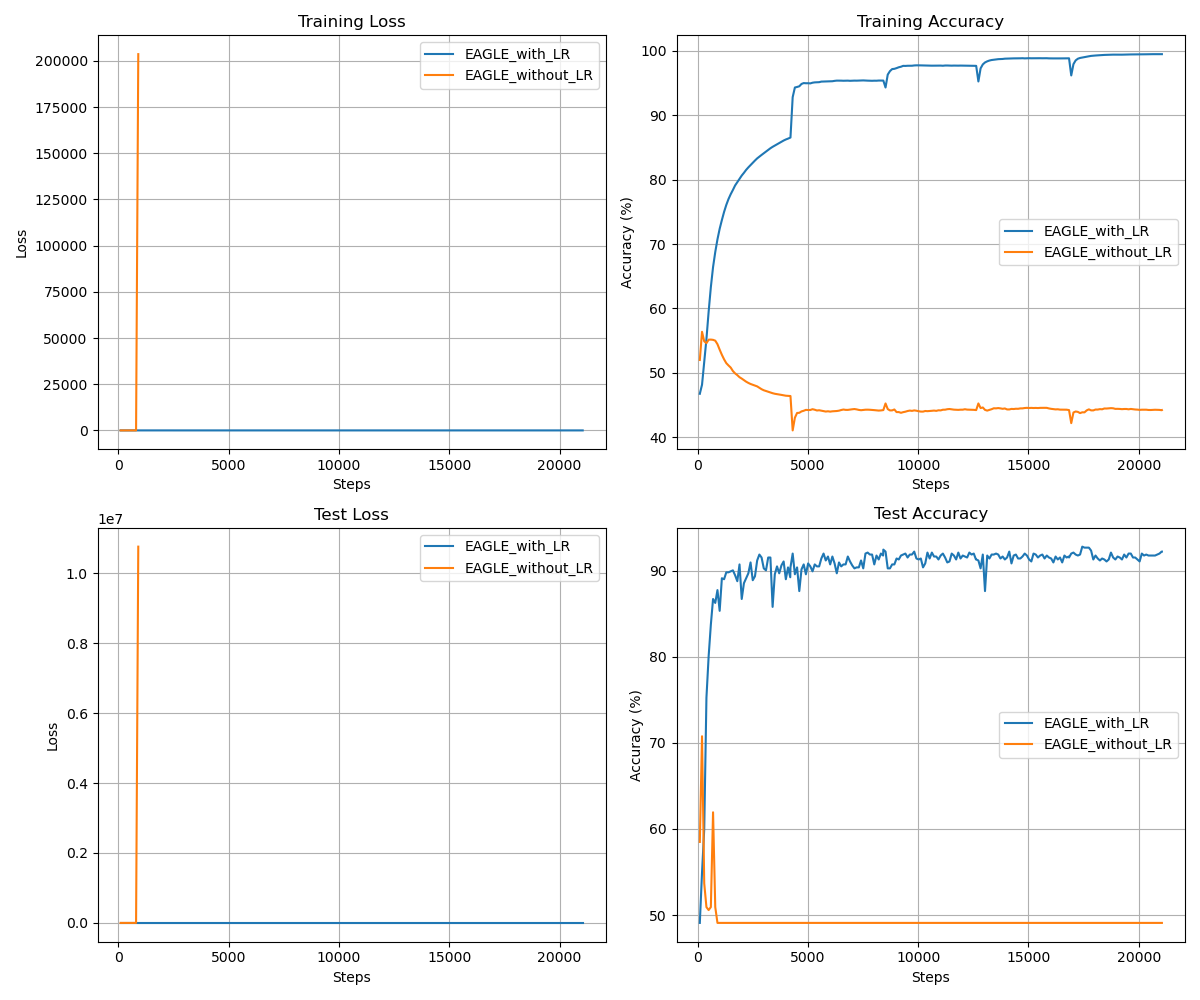 Training Loss
Loss
200000
175000
150000
125000
100000
75000
50000
25000
0
0 5000 10000 15000 20000
Steps
EAGLE_with_LR
EAGLE_without_LR
Training Accuracy
Accuracy (%)
100
90
80
70
60
50
40
0 5000 10000 15000 20000
Steps
EAGLE_with_LR
EAGLE_without_LR
Test Loss
1e7
Loss
1.0
0.8
0.6
0.4
0.2
0.0
0 5000 10000 15000 20000
Steps
EAGLE_with_LR
EAGLE_without_LR
Test Accuracy
Accuracy (%)
90
80
70
60
50
0 5000 10000 15000 20000
Steps
EAGLE_with_LR
EAGLE_without_LR